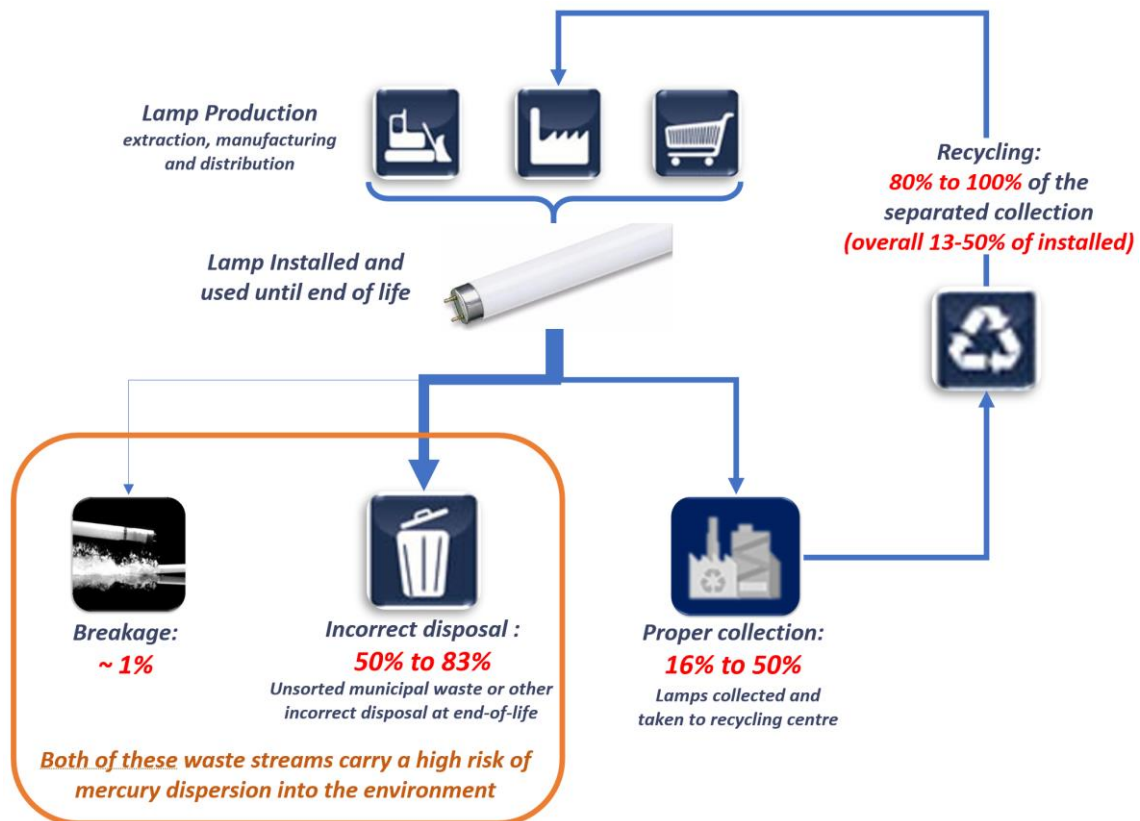 Lamp Production
extraction, manufacturing
and distribution
Recycling:
80% to 100% of the
separated collection
(overall 13-50% of installed)
Lamp Installed and
used until end of life
Breakage:
~ 1%
Incorrect disposal :
50% to 83%
Unsorted municipal waste or other
incorrect disposal at end-of-life
Proper collection:
16% to 50%
Lamps collected and
taken to recycling centre
Both of these waste streams carry a high risk of
mercury dispersion into the environment